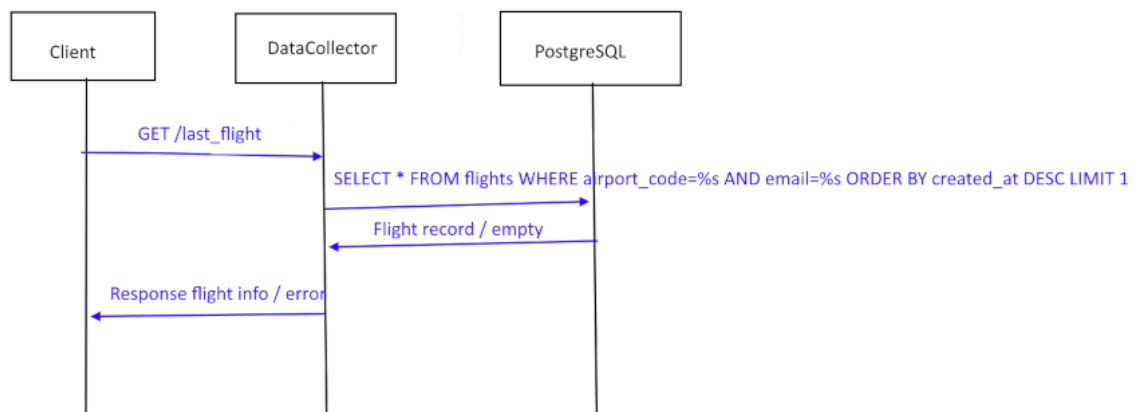 Client
DataCollector
PostgreSQL
GET /last_flight
SELECT * FROM flights WHERE airport_code=%s AND email=%s ORDER BY created_at DESC LIMIT 1
Flight record / empty
Response flight info / error